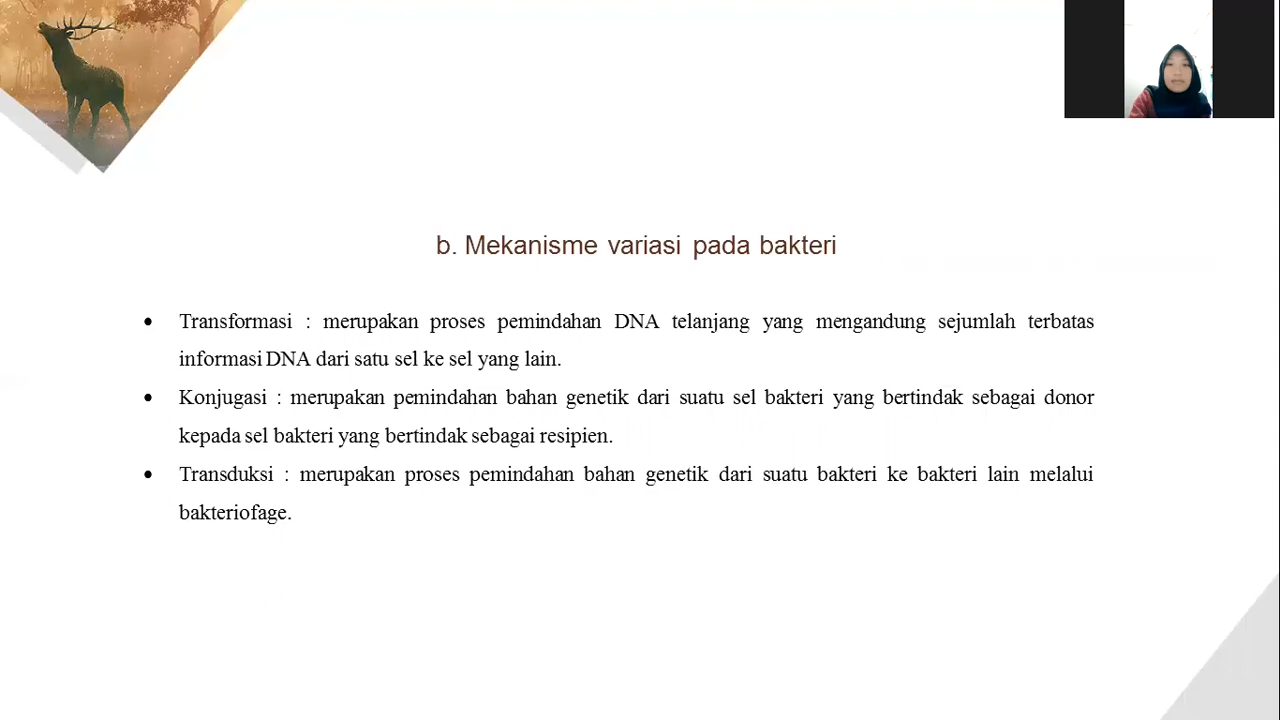 b. Mekanisme variasi pada bakteri
• Transformasi : merupakan proses pemindahan DNA telanjang yang mengandung sejumlah terbatas
informasi DNA dari satu sel ke sel yang lain.
• Konjugasi : merupakan pemindahan bahan genetik dari suatu sel bakteri yang bertindak sebagai donor
kepada sel bakteri yang bertindak sebagai resipien.
• Transduksi : merupakan proses pemindahan bahan genetik dari suatu bakteri ke bakteri lain melalui
bakteriofage.